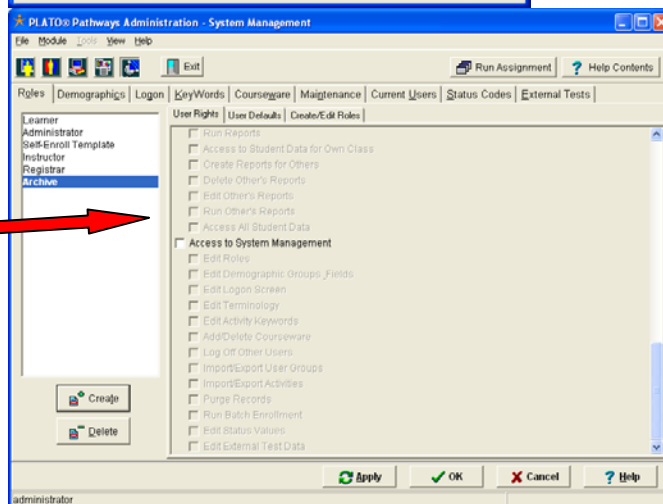 PLATO® Pathways Administration - System Management
File Module Tools View Help
Exit Run Assignment ? Help Contents
Roles Demographics Logon KeyWords Courseware Maintenance Current Users Status Codes External Tests
User Rights User Defaults Create/Edit Roles
Learner
Administrator
Self-Enroll Template
Instructor
Registrar
Archive
Run Reports
Access to Student Data for Own Class
Create Reports for Others
Delete Other's Reports
Edit Other's Reports
Run Other's Reports
Access All Student Data
Access to System Management
Edit Roles
Edit Demographic Groups ,Fields
Edit Logon Screen
Edit Terminology
Edit Activity Keywords
Add/Delete Courseware
Log Off Other Users
Import/Export User Groups
Import/Export Activities
Purge Records
Run Batch Enrollment
Edit Status Values
Edit External Test Data
Create
Delete
Apply OK Cancel ? Help
administrator